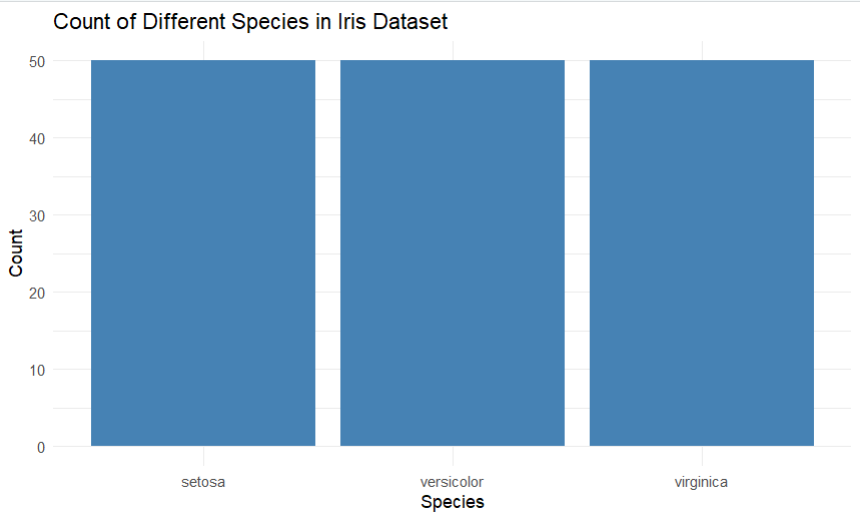 Count of Different Species in Iris Dataset
50
40
30
20
10
0
Count
setosa versicolor virginica
Species